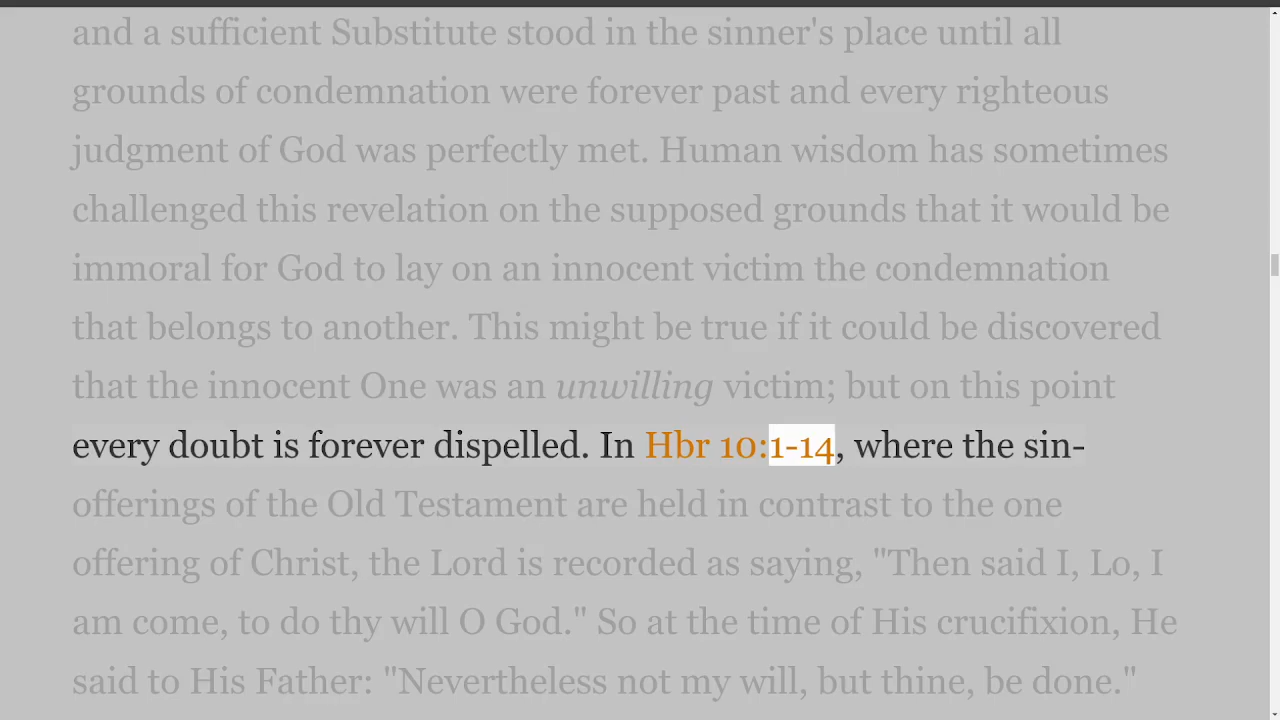 and a sufficient Substitute stood in the sinner's place until all
grounds of condemnation were forever past and every righteous
judgment of God was perfectly met. Human wisdom has sometimes
challenged this revelation on the supposed grounds that it would be
immoral for God to lay on an innocent victim the condemnation
that belongs to another. This might be true if it could be discovered
that the innocent One was an unwilling victim; but on this point
every doubt is forever dispelled. In Hbr 10:1-14, where the sin-
offerings of the Old Testament are held in contrast to the one
offering of Christ, the Lord is recorded as saying, "Then said I, Lo, I
am come, to do thy will O God." So at the time of His crucifixion, He
said to His Father: "Nevertheless not my will, but thine, be done."